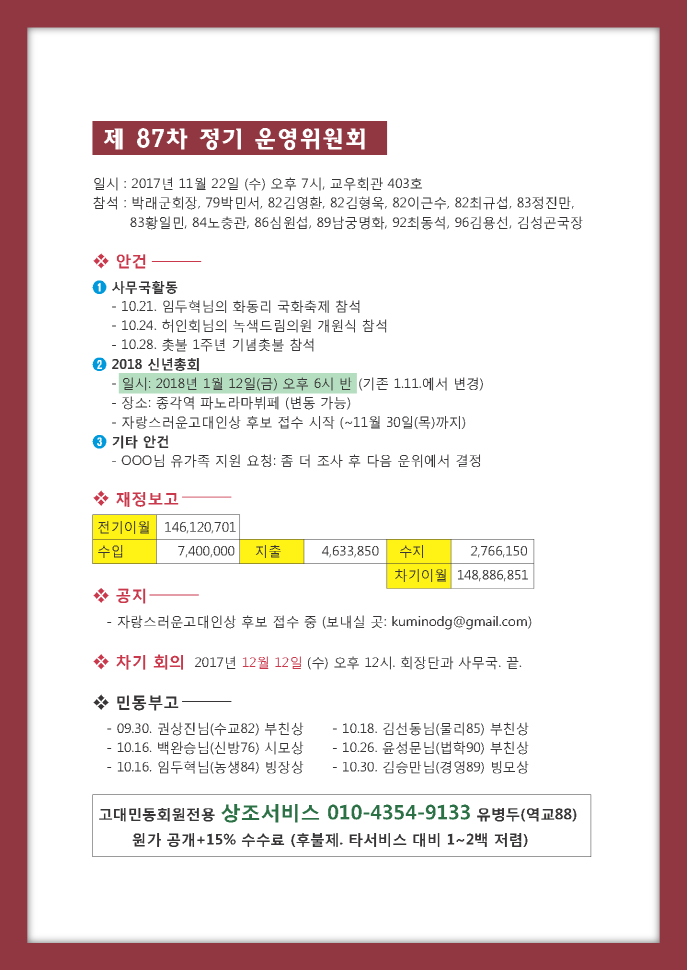 제 87차 정기 운영위원회
일시 : 2017년 11월 22일 (수) 오후 7시, 교우회관 403호
참석 : 박래군회장, 79박민서, 82김영환, 82김형욱, 82이근수, 82최규섭, 83정진만,
83황일민, 84노충관, 86심원섭, 89남궁명화, 92최동석, 96김용선, 김성곤국장
❖ 안건
❶ 사무국활동
- 10.21. 임두혁님의 화동리 국화축제 참석
- 10.24. 허인회님의 녹색드림의원 개원식 참석
- 10.28. 촛불 1주년 기념촛불 참석
❷ 2018 신년총회
- 일시: 2018년 1월 12일(금) 오후 6시 반 (기존 1.11.에서 변경)
- 장소: 종각역 파노라마뷔페 (변동 가능)
- 자랑스러운고대인상 후보 접수 시작 (~11월 30일(목)까지)
❸ 기타 안건
- OOO님 유가족 지원 요청: 좀 더 조사 후 다음 운위에서 결정
❖ 재정보고
전기이월 146,120,701
수입 7,400,000 지출 4,633,850 수지 2,766,150
차기이월 148,886,851
❖ 공지
- 자랑스러운고대인상 후보 접수 중 (보내실 곳: kuminodg@gmail.com)
❖ 차기 회의 2017년 12월 12일 (수) 오후 12시. 회장단과 사무국. 끝.
❖ 민동부고
- 09.30. 권상진님(수교82) 부친상 - 10.18. 김선동님(물리85) 부친상
- 10.16. 백완승님(신방76) 시모상 - 10.26. 윤성문님(법학90) 부친상
- 10.16. 임두혁님(농생84) 빙장상 - 10.30. 김승만님(경영89) 빙모상
고대민동회원전용 상조서비스 010-4354-9133 유병두(역교88)
원가 공개+15% 수수료 (후불제. 타서비스 대비 1~2백 저렴)